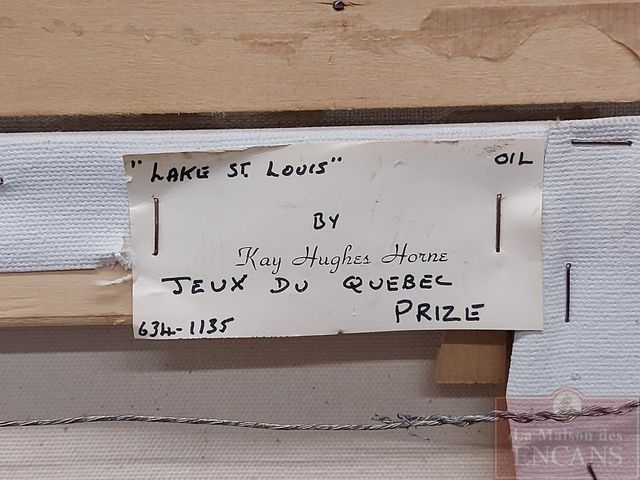 "LAKE ST. LOUIS" OIL
BY
Kay Hughes Horne
JEUX DU QUEBEC
PRIZE
634-1135
La Maison des
ENCANS